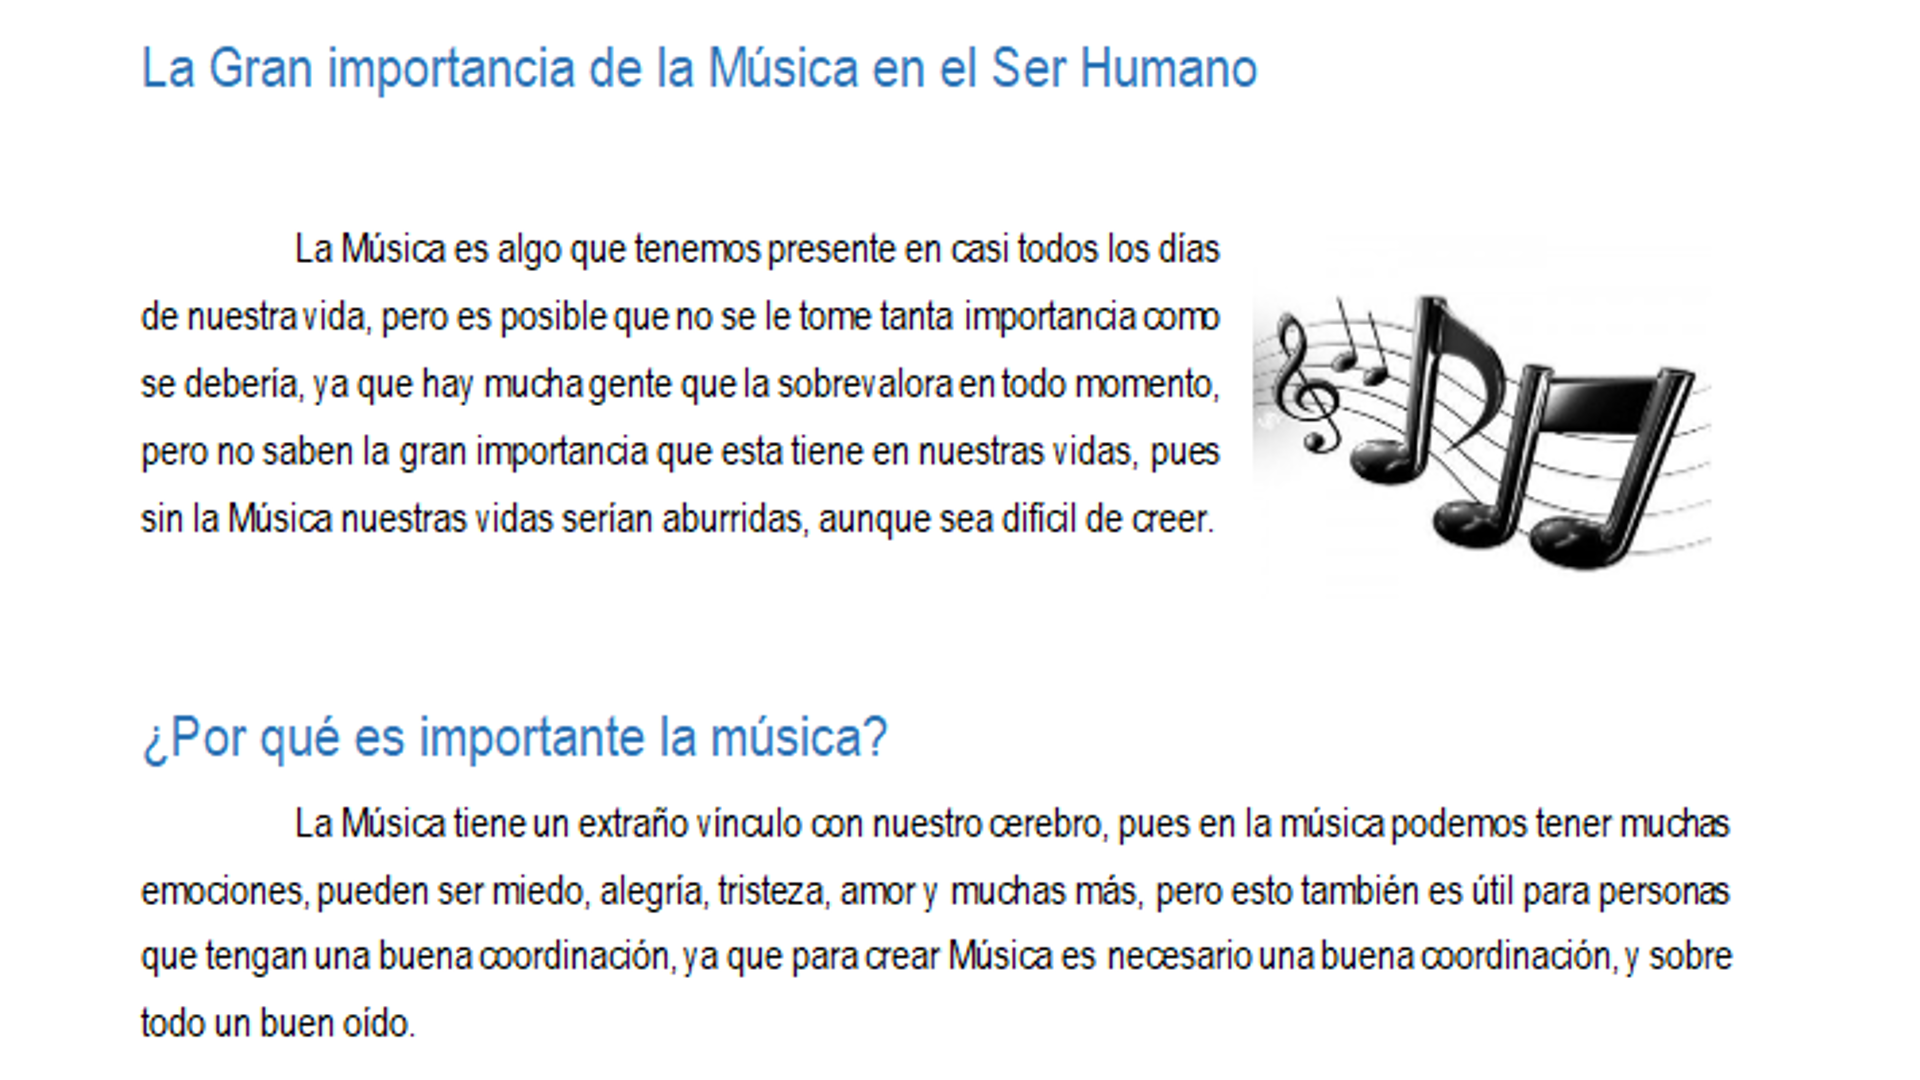 La Gran importancia de la Música en el Ser Humano
La Música es algo que tenemos presente en casi todos los días
de nuestra vida, pero es posible que no se le tome tanta importancia como
se debería, ya que hay mucha gente que la sobrevalora en todo momento,
pero no saben la gran importancia que esta tiene en nuestras vidas, pues
sin la Música nuestras vidas serían aburridas, aunque sea difícil de creer.
¿Por qué es importante la música?
La Música tiene un extraño vínculo con nuestro cerebro, pues en la música podemos tener muchas
emociones, pueden ser miedo, alegría, tristeza, amor y muchas más, pero esto también es útil para personas
que tengan una buena coordinación, ya que para crear Música es necesario una buena coordinación, y sobre
todo un buen oído.